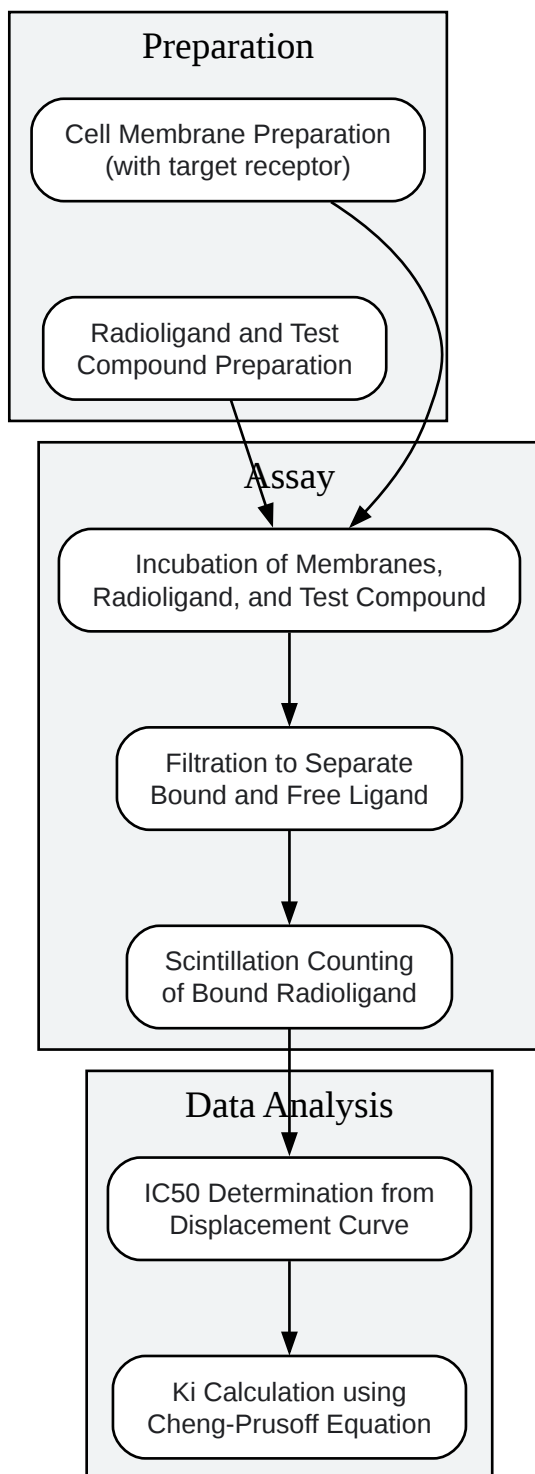 Preparation
Cell Membrane Preparation
(with target receptor)
Radioligand and Test
Compound Preparation
Assay
Incubation of Membranes,
Radioligand, and Test Compound
Filtration to Separate
Bound and Free Ligand
Scintillation Counting
of Bound Radioligand
Data Analysis
IC50 Determination from
Displacement Curve
Ki Calculation using
Cheng-Prusoff Equation